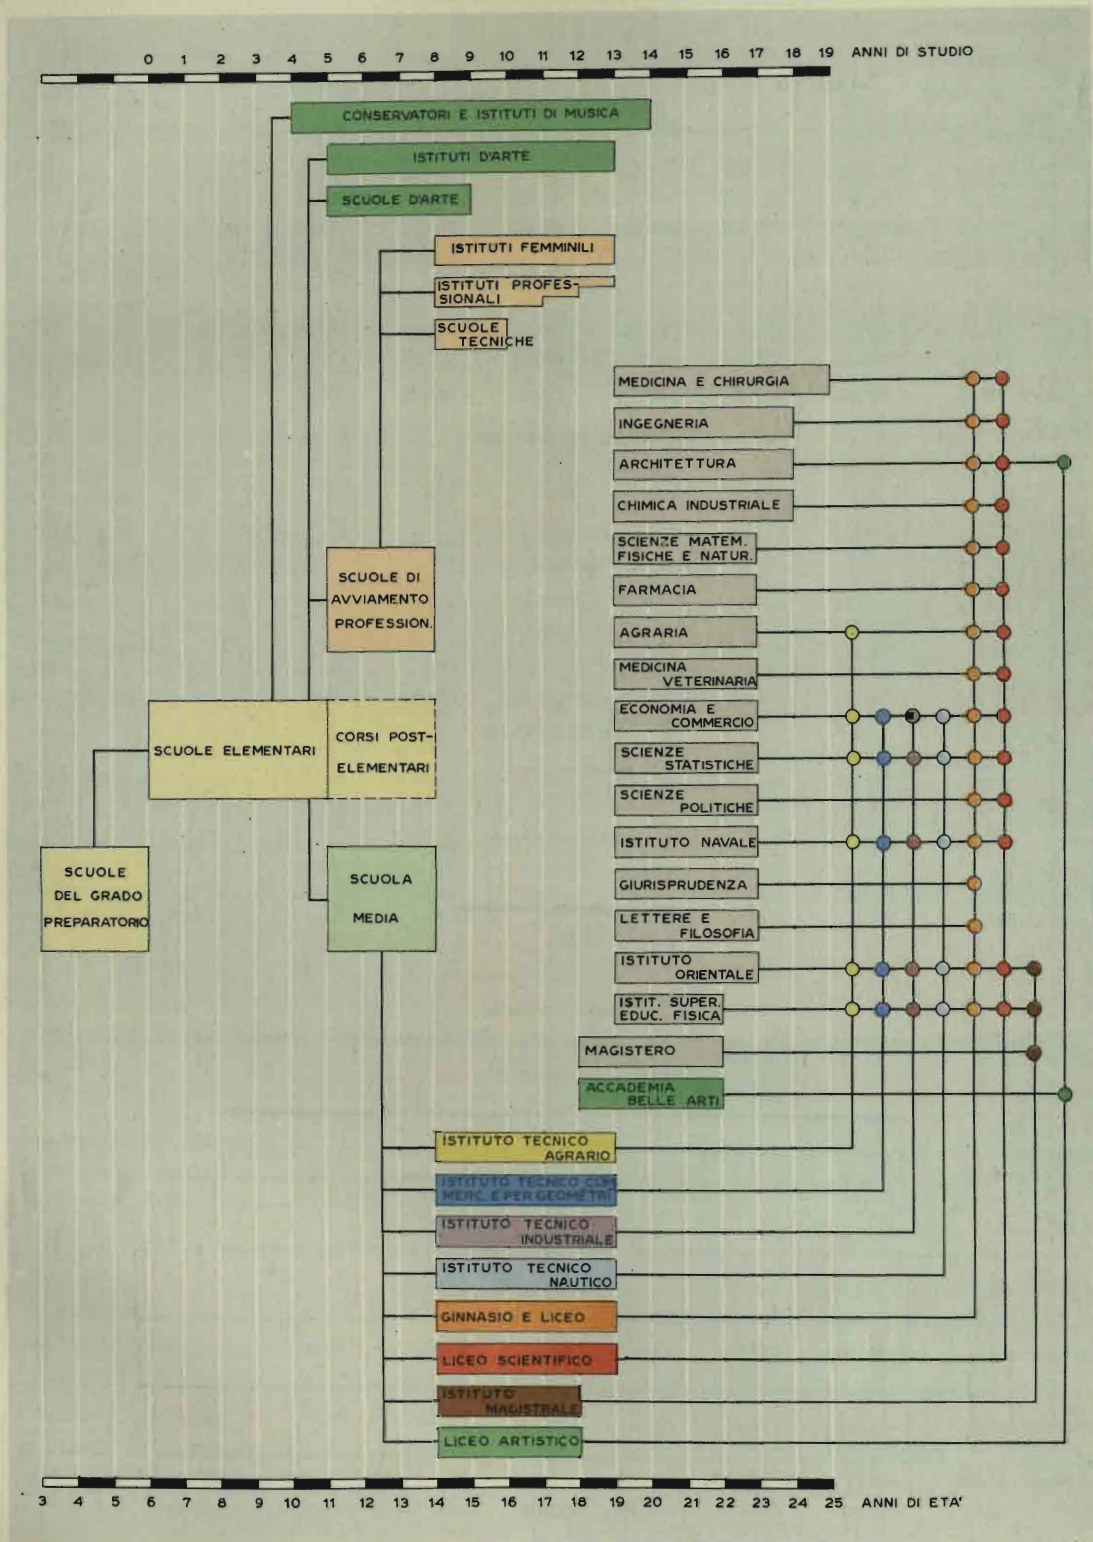 0 1 2 3 4 5 6 7 8 9 10 11 12 13 14 15 16 17 18 19 ANNI DI STUDIO
CONSERVATORI E ISTITUTI DI MUSICA
ISTITUTI D'ARTE
SCUOLE D'ARTE
ISTITUTI FEMMINILI
ISTITUTI PROFES-
SIONALI
SCUOLE
TECNICHE
MEDICINA E CHIRURGIA
INGEGNERIA
ARCHITETTURA
CHIMICA INDUSTRIALE
SCIENZE MATEM.
FISICHE E NATUR.
FARMACIA
AGRARIA
MEDICINA
VETERINARIA
ECONOMIA E
COMMERCIO
SCIENZE
STATISTICHE
SCIENZE
POLITICHE
ISTITUTO NAVALE
GIURISPRUDENZA
LETTERE E
FILOSOFIA
ISTITUTO
ORIENTALE
ISTIT. SUPER.
EDUC. FISICA
MAGISTERO
ACCADEMIA
BELLE ARTI
SCUOLE DI
AVVIAMENTO
PROFESSION.
SCUOLE ELEMENTARI
CORSI POST-
ELEMENTARI
SCUOLE
DEL GRADO
PREPARATORIO
SCUOLA
MEDIA
ISTITUTO TECNICO
AGRARIO
ISTITUTO TECNICO COM
MERC. E PER GEOMETRI
ISTITUTO TECNICO
INDUSTRIALE
ISTITUTO TECNICO
NAUTICO
GINNASIO E LICEO
LICEO SCIENTIFICO
ISTITUTO
MAGISTRALE
LICEO ARTISTICO
3 4 5 6 7 8 9 10 11 12 13 14 15 16 17 18 19 20 21 22 23 24 25 ANNI DI ETA'